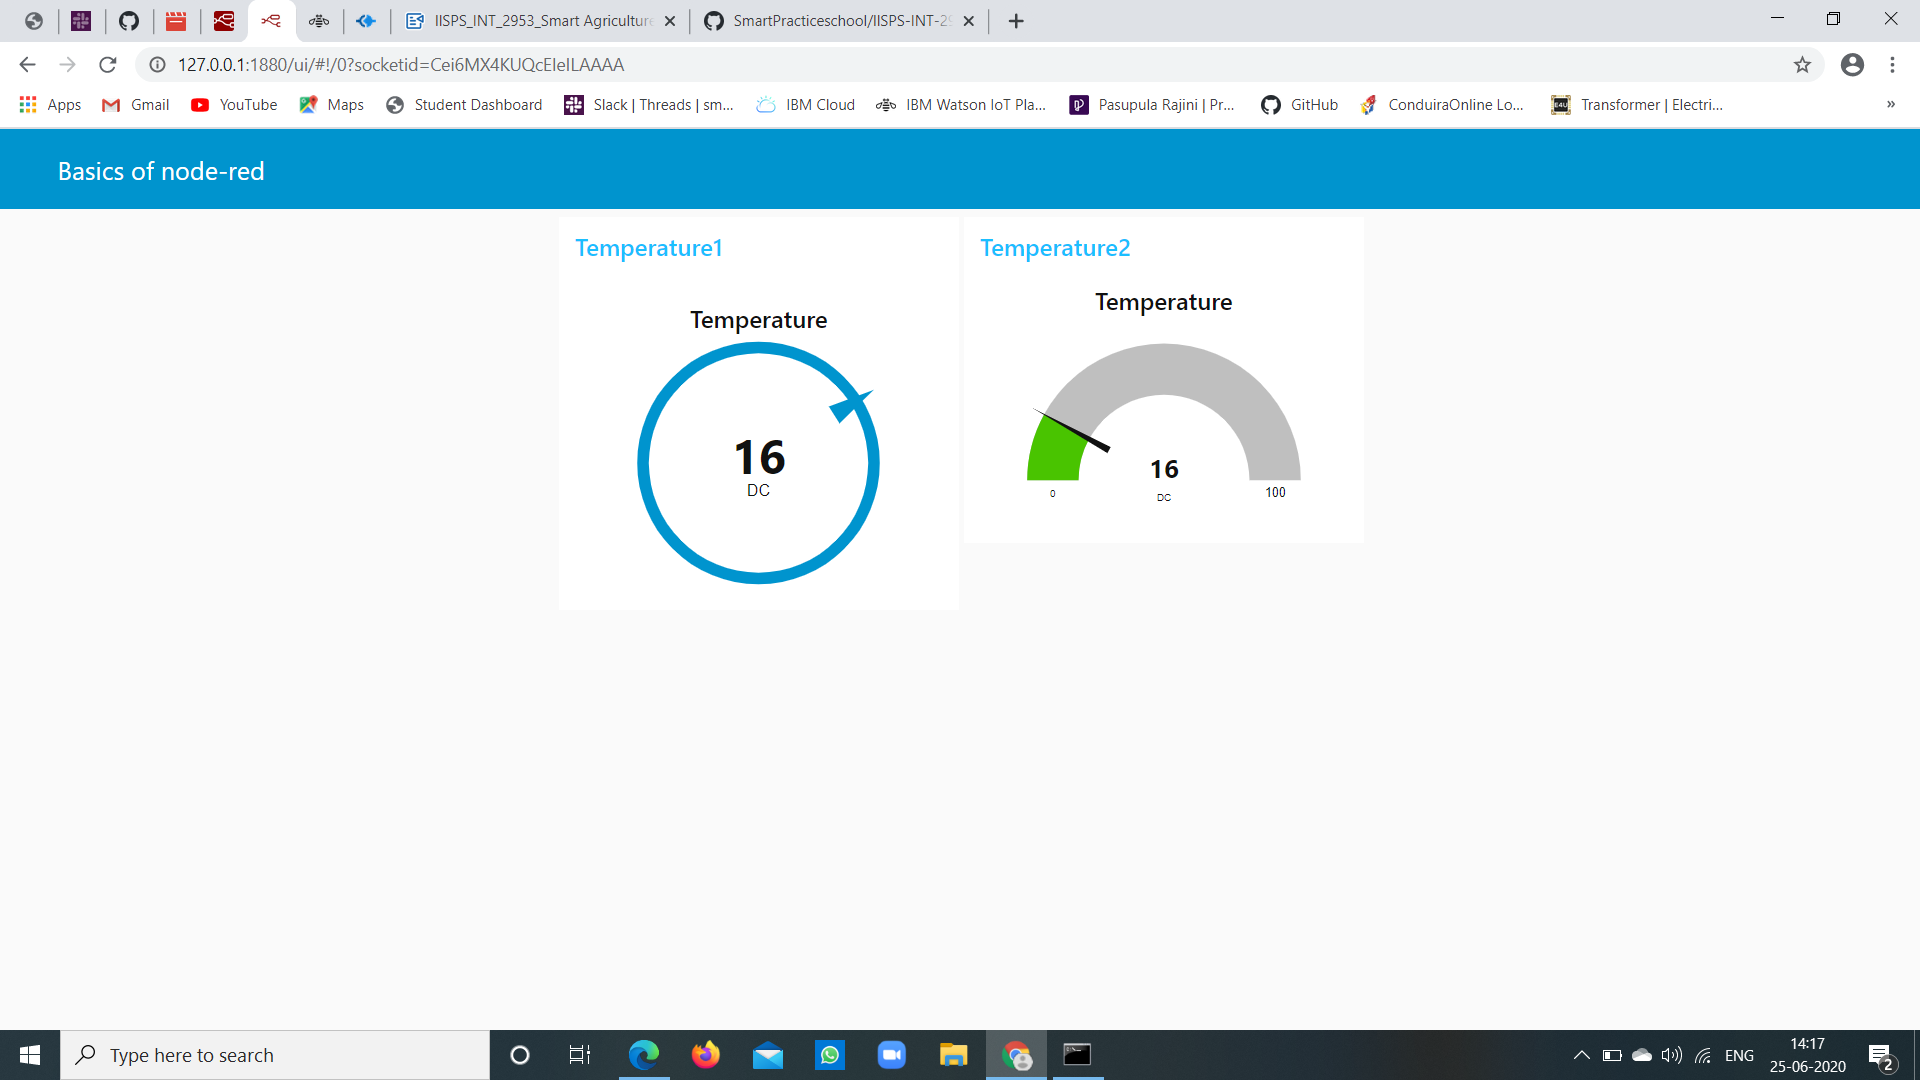 IISPS_INT_2953_Smart Agriculture
SmartPracticeschool/IISPS-INT-29
127.0.0.1:1880/ui/#!/0?socketid=Cei6MX4KUQcEIeILAAAA
Apps Gmail YouTube Maps Student Dashboard Slack | Threads | sm... IBM Cloud IBM Watson IoT Pla... Pasupula Rajini | Pr... GitHub ConduiraOnline Lo... E4U Transformer | Electri... »
Basics of node-red
Temperature1
Temperature
16
DC
Temperature2
Temperature
16
0 DC 100
Type here to search
ENG
14:17
25-06-2020
2